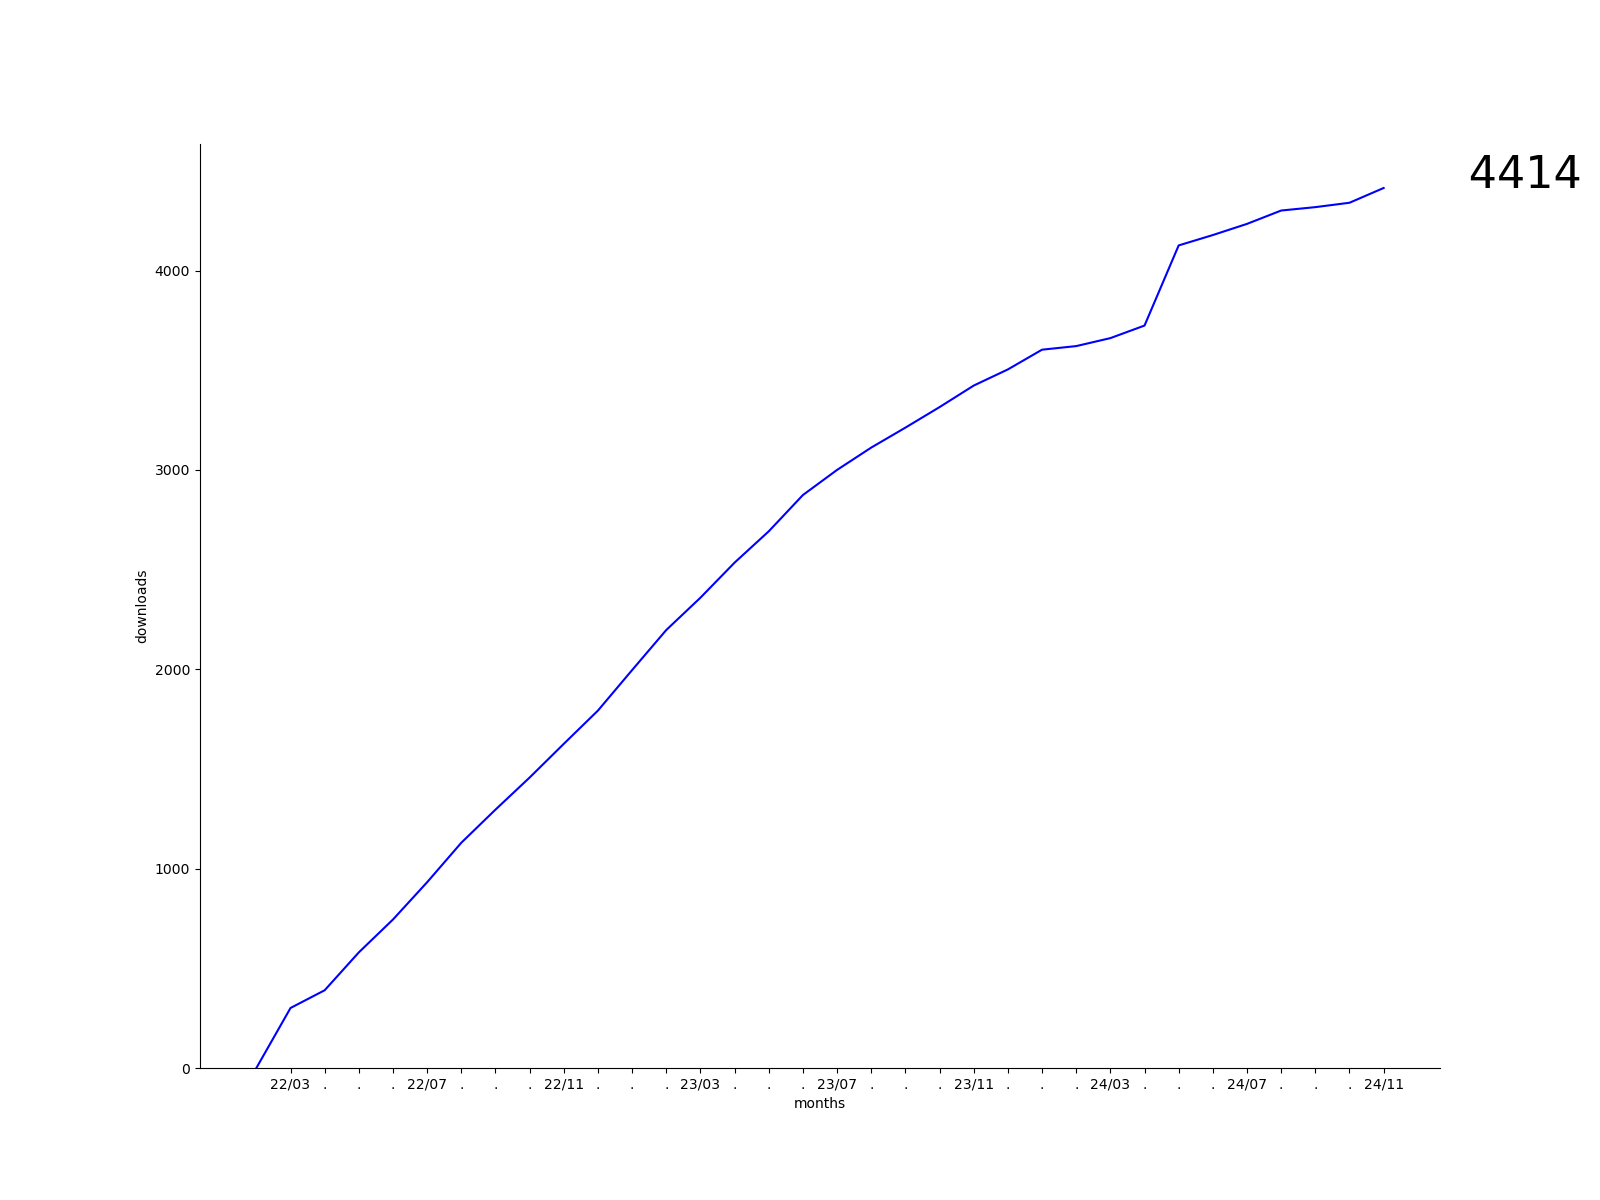 4414
4000
3000
downloads
2000
1000
0
22/03 . . . 22/07 . . . 22/11 . . . 23/03 . . . 23/07 . . . 23/11 . . . 24/03 . . . 24/07 . . . 24/11
months